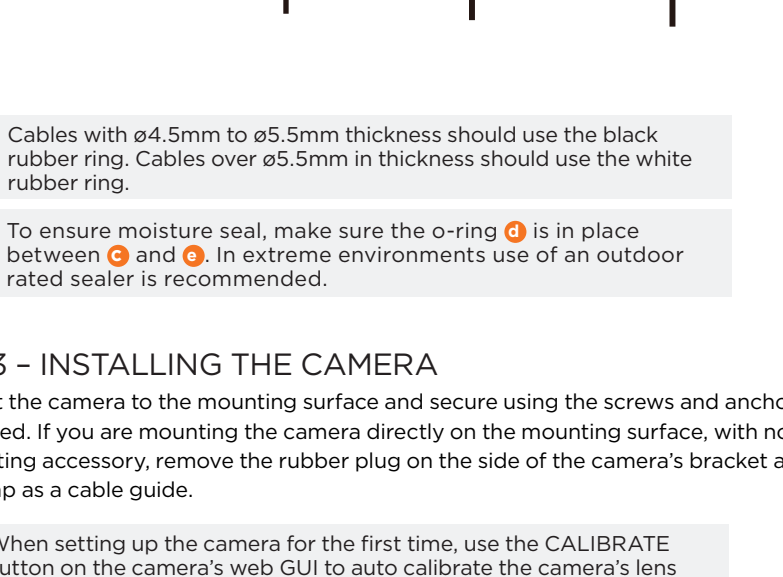 Cables with ø4.5mm to ø5.5mm thickness should use the black
rubber ring. Cables over ø5.5mm in thickness should use the white
rubber ring.
To ensure moisture seal, make sure the o-ring d is in place
between c and e. In extreme environments use of an outdoor
rated sealer is recommended.
3 – INSTALLING THE CAMERA
t the camera to the mounting surface and secure using the screws and ancho
ed. If you are mounting the camera directly on the mounting surface, with no
ting accessory, remove the rubber plug on the side of the camera's bracket a
p as a cable guide.
When setting up the camera for the first time, use the CALIBRATE
utton on the camera's web GUI to auto calibrate the camera's lens